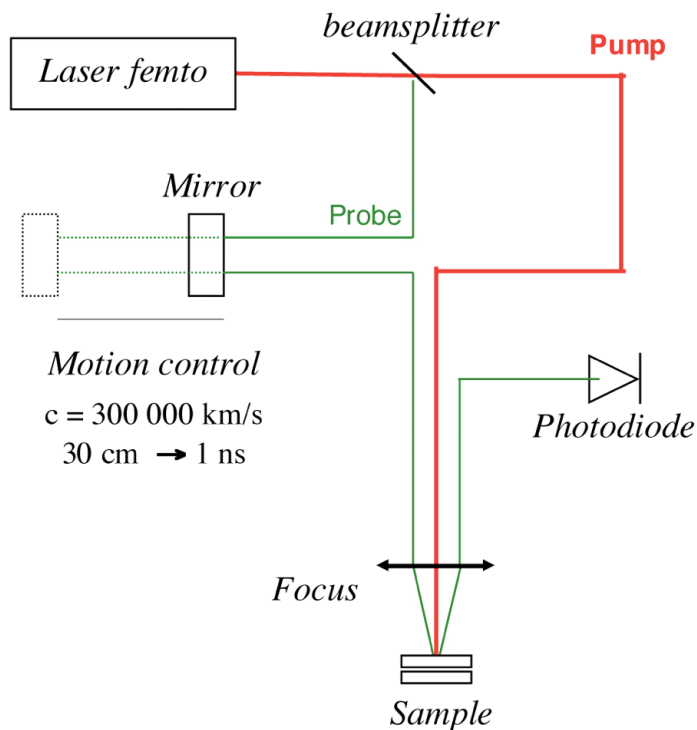 beamsplitter
Pump
Laser femto
Mirror
Probe
Motion control
c = 300 000 km/s
30 cm → 1 ns
Photodiode
Focus
Sample